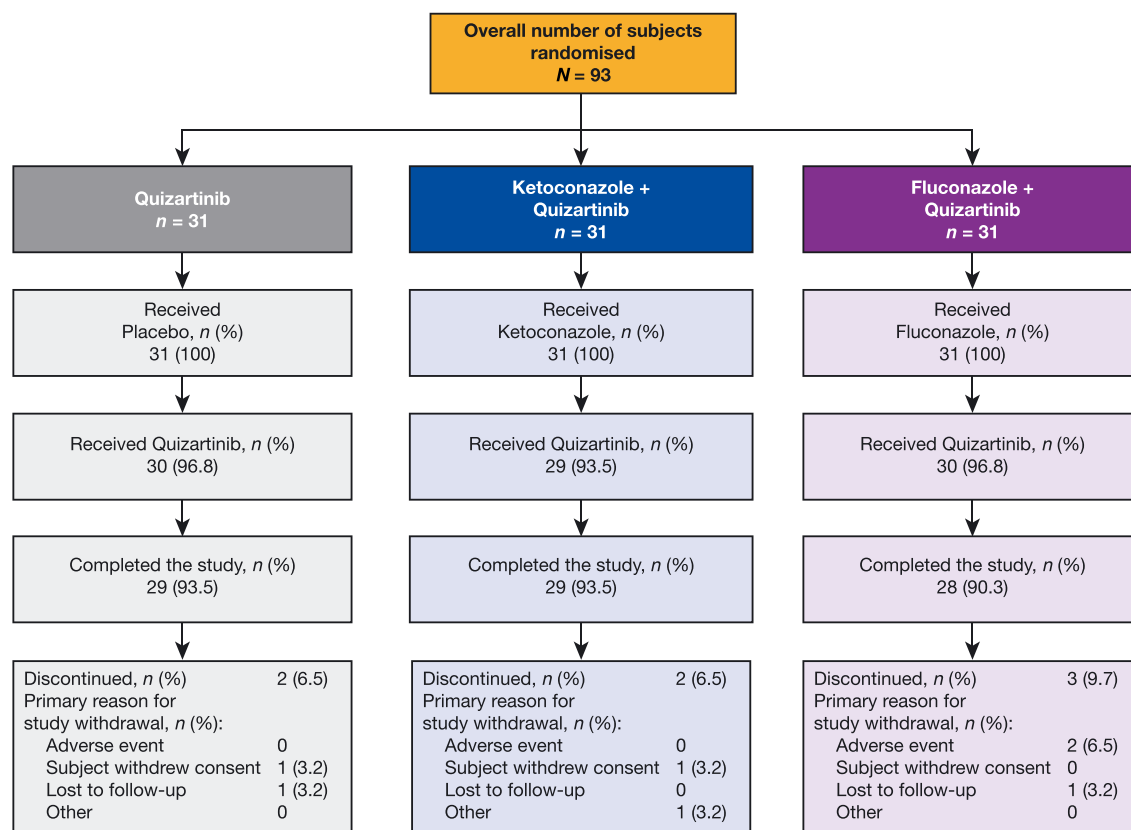 Overall number of subjects
randomised
N = 93
Quizartinib
n = 31
Ketoconazole +
Quizartinib
n = 31
Fluconazole +
Quizartinib
n = 31
Received
Placebo, n (%)
31 (100)
Received
Ketoconazole, n (%)
31 (100)
Received
Fluconazole, n (%)
31 (100)
Received Quizartinib, n (%)
30 (96.8)
Received Quizartinib, n (%)
29 (93.5)
Received Quizartinib, n (%)
30 (96.8)
Completed the study, n (%)
29 (93.5)
Completed the study, n (%)
29 (93.5)
Completed the study, n (%)
28 (90.3)
Discontinued, n (%) 2 (6.5)
Primary reason for
study withdrawal, n (%):
Adverse event 0
Subject withdrew consent 1 (3.2)
Lost to follow-up 1 (3.2)
Other 0
Discontinued, n (%) 2 (6.5)
Primary reason for
study withdrawal, n (%):
Adverse event 0
Subject withdrew consent 1 (3.2)
Lost to follow-up 0
Other 1 (3.2)
Discontinued, n (%) 3 (9.7)
Primary reason for
study withdrawal, n (%):
Adverse event 2 (6.5)
Subject withdrew consent 0
Lost to follow-up 1 (3.2)
Other 0